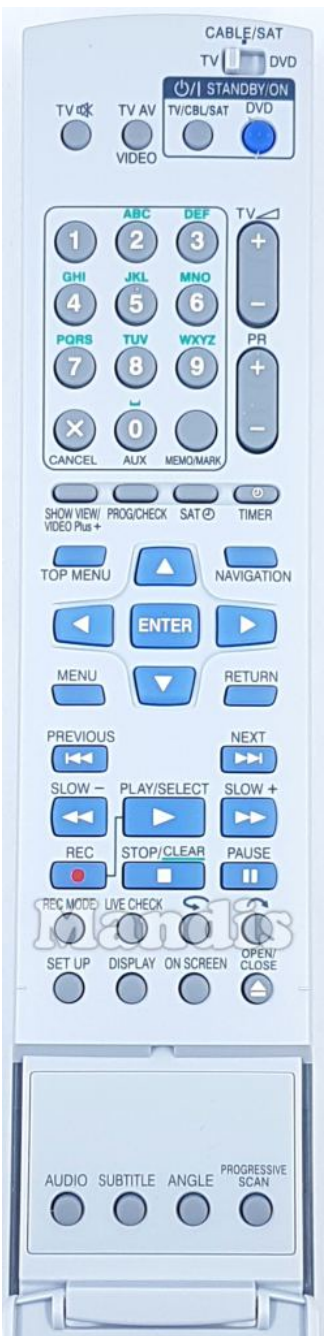 CABLE/SAT
TV DVD
⏻/I STANDBY/ON
TV TV AV TV/CBL/SAT DVD
VIDEO
ABC DEF TV
1 2 3 +
GHI JKL MNO
4 5 6 −
PQRS TUV WXYZ PR
7 8 9 +
0 −
CANCEL AUX MEMO/MARK
SHOW VIEW/ PROG/CHECK SAT TIMER
VIDEO Plus+
TOP MENU NAVIGATION
ENTER
MENU RETURN
PREVIOUS NEXT
SLOW − PLAY/SELECT SLOW +
REC STOP/CLEAR PAUSE
REC MODE LIVE CHECK
Mandis
SET UP DISPLAY ON SCREEN OPEN/
CLOSE
AUDIO SUBTITLE ANGLE PROGRESSIVE
SCAN